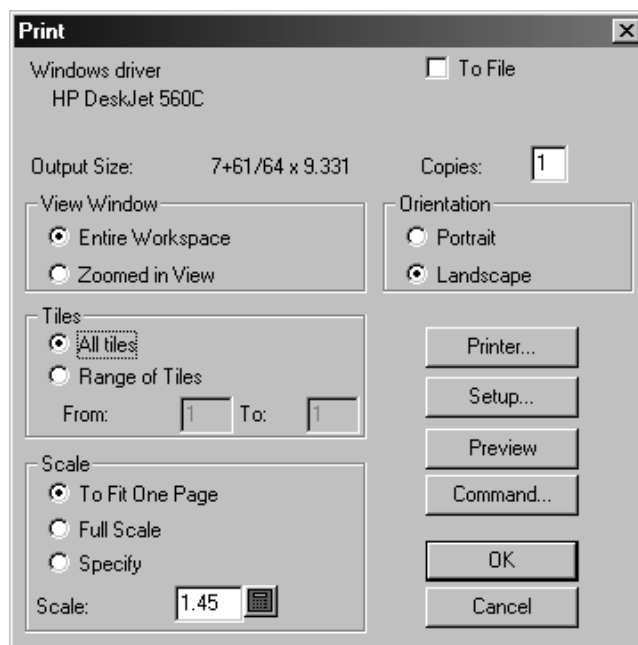 Print
Windows driver
To File
HP DeskJet 560C
Output Size: 7+61/64 x 9.331
Copies: 1
View Window
Entire Workspace
Zoomed in View
Orientation
Portrait
Landscape
Tiles
All tiles
Range of Tiles
From: 1 To: 1
Printer...
Setup...
Preview
Command...
Scale
To Fit One Page
Full Scale
Specify
Scale: 1.45
OK
Cancel